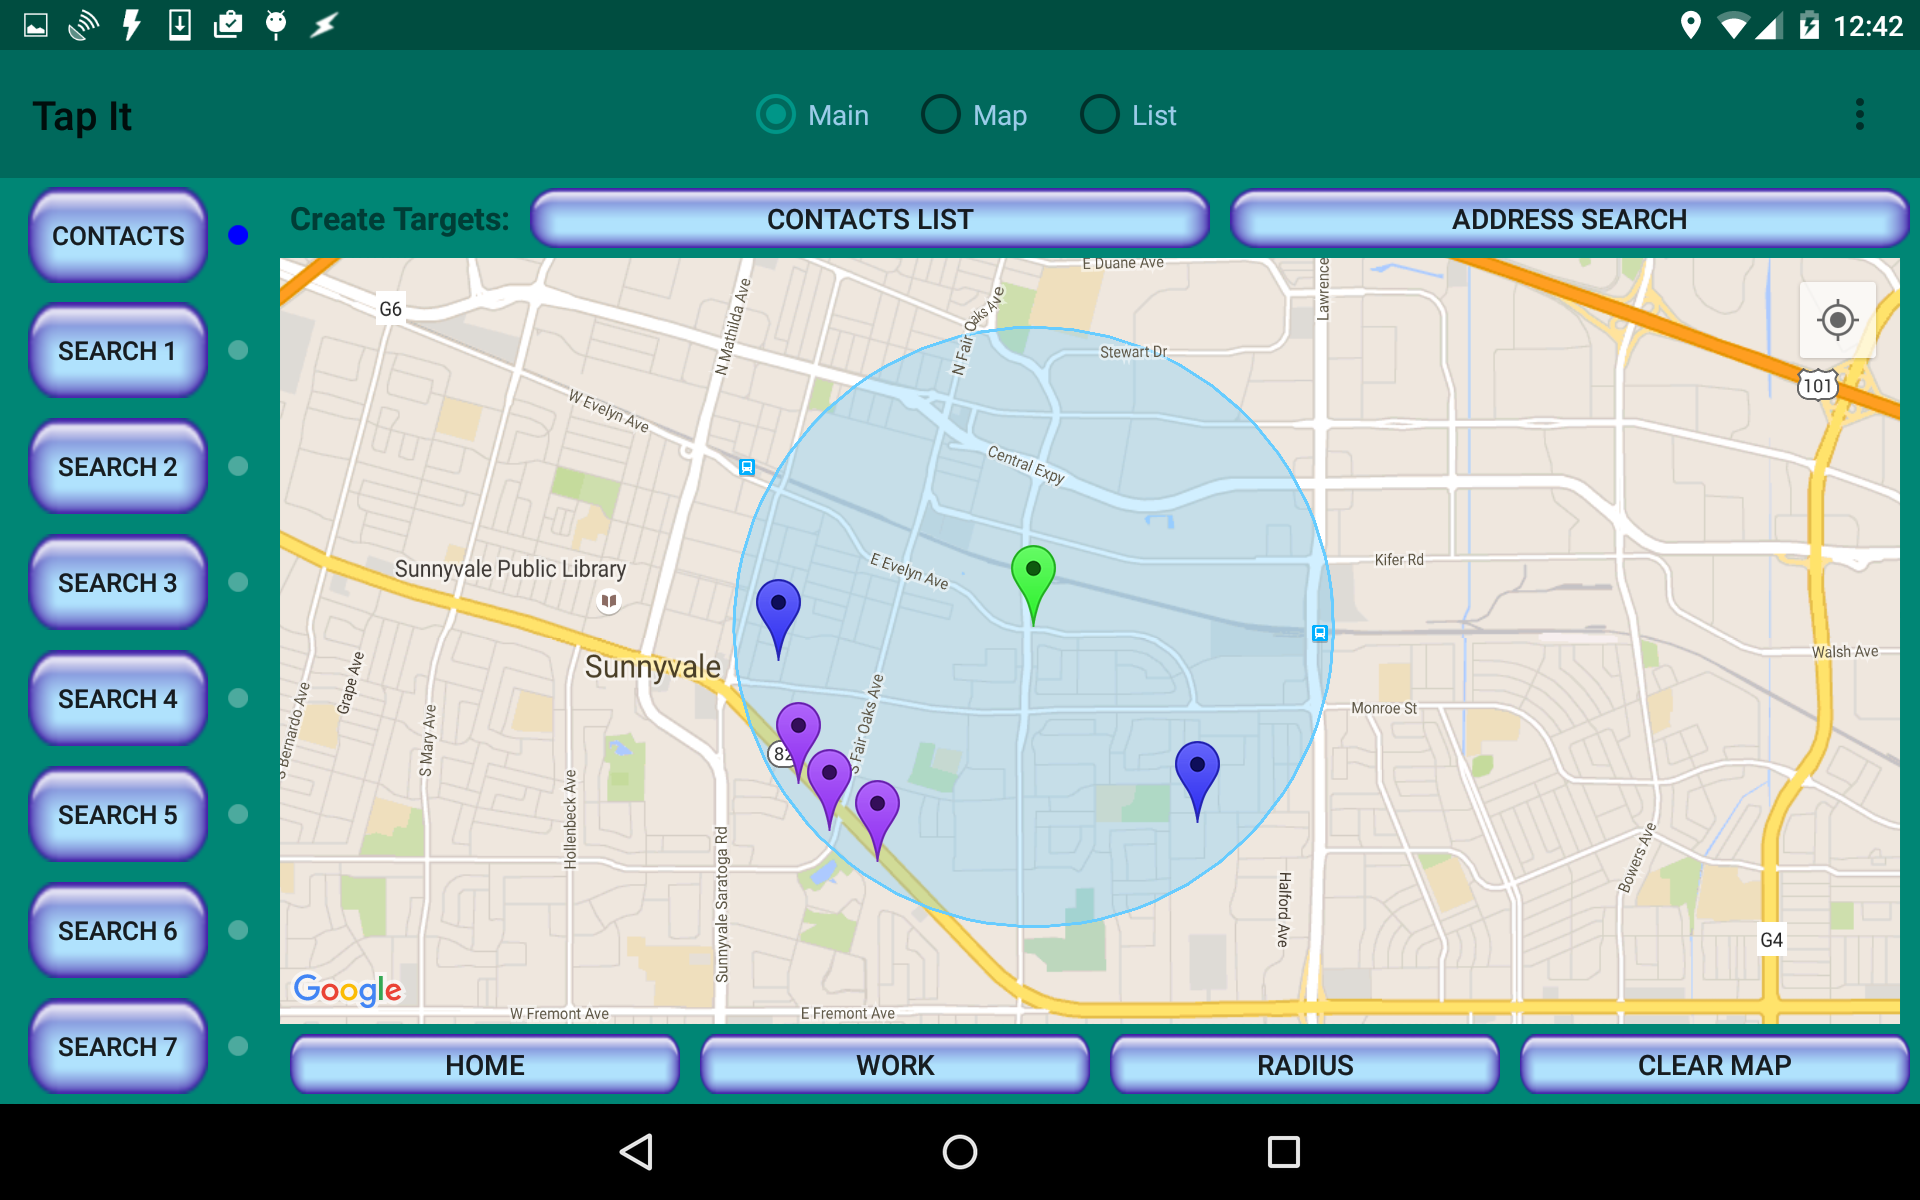 12:42
Tap It
Main
Map
List
CONTACTS
SEARCH 1
SEARCH 2
SEARCH 3
SEARCH 4
SEARCH 5
SEARCH 6
SEARCH 7
Create Targets:
CONTACTS LIST
ADDRESS SEARCH
E Duane Ave
Lawrence
G6
N Mathilda Ave
N Fair Oaks Ave
Stewart Dr
101
W Evelyn Ave
Central Expy
E Evelyn Ave
Kifer Rd
Sunnyvale Public Library
Sunnyvale
Walsh Ave
Grape Ave
S Bernardo Ave
S Mary Ave
S Fair Oaks Ave
Monroe St
82
Hollenbeck Ave
Sunnyvale Saratoga Rd
Halford Ave
Bowers Ave
G4
Google
W Fremont Ave
E Fremont Ave
HOME
WORK
RADIUS
CLEAR MAP